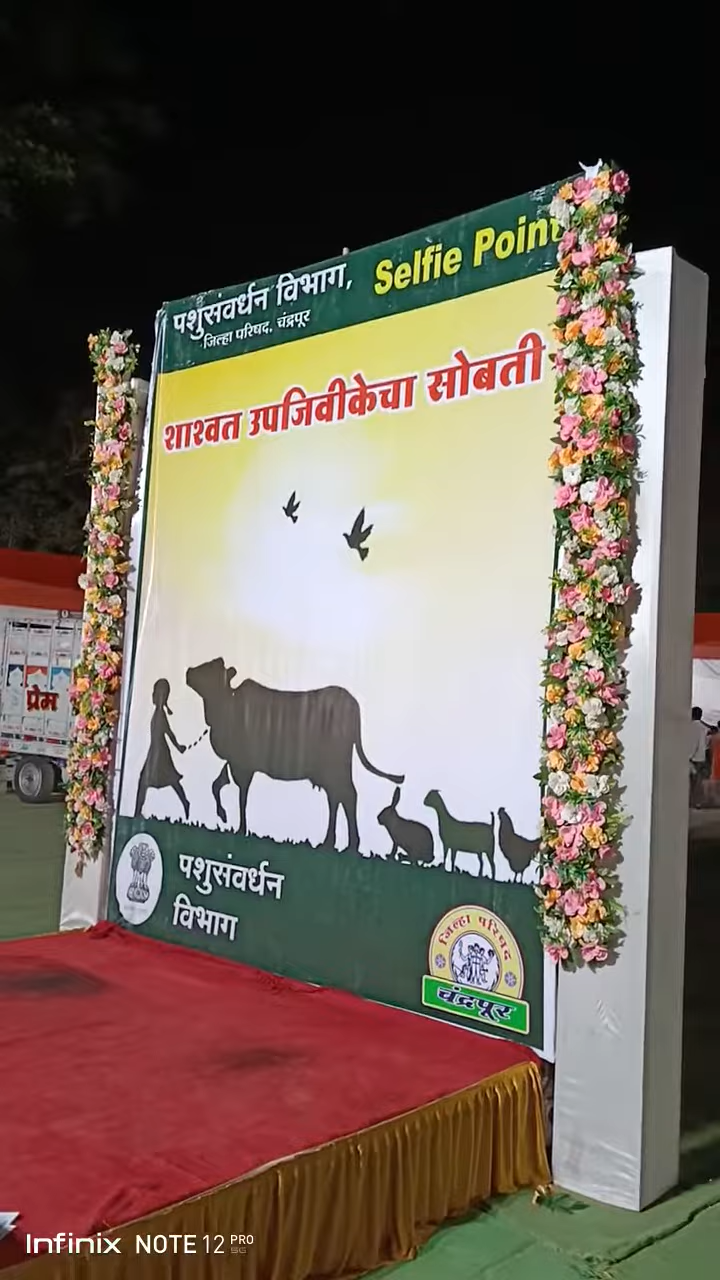 पशुसंवर्धन विभाग, Selfie Point
जिल्हा परिषद, चंद्रपूर
शाश्वत उपजिवीकेचा सोबती
प्रेम
पशुसंवर्धन
विभाग
जिल्हा परिषद
चंद्रपूर
Infinix NOTE 12 PRO
5G